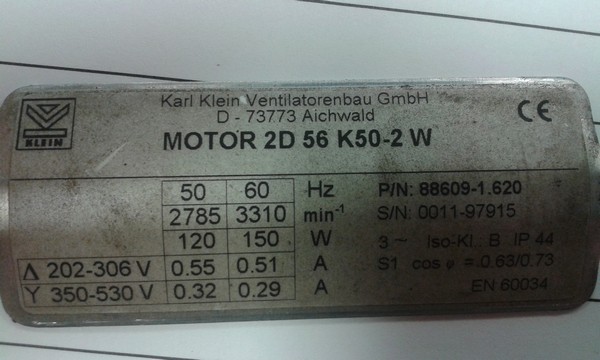 Karl Klein Ventilatorenbau GmbH
D - 73773 Aichwald
KLEIN
CE
MOTOR 2D 56 K50-2 W
50 60 Hz P/N: 88609-1.620
2785 3310 min⁻¹ S/N: 0011-97915
120 150 W 3 ~ Iso-Kl.: B IP 44
Δ 202-306 V 0.55 0.51 A S1 cos φ = .0.63/0.73
Y 350-530 V 0.32 0.29 A EN 60034